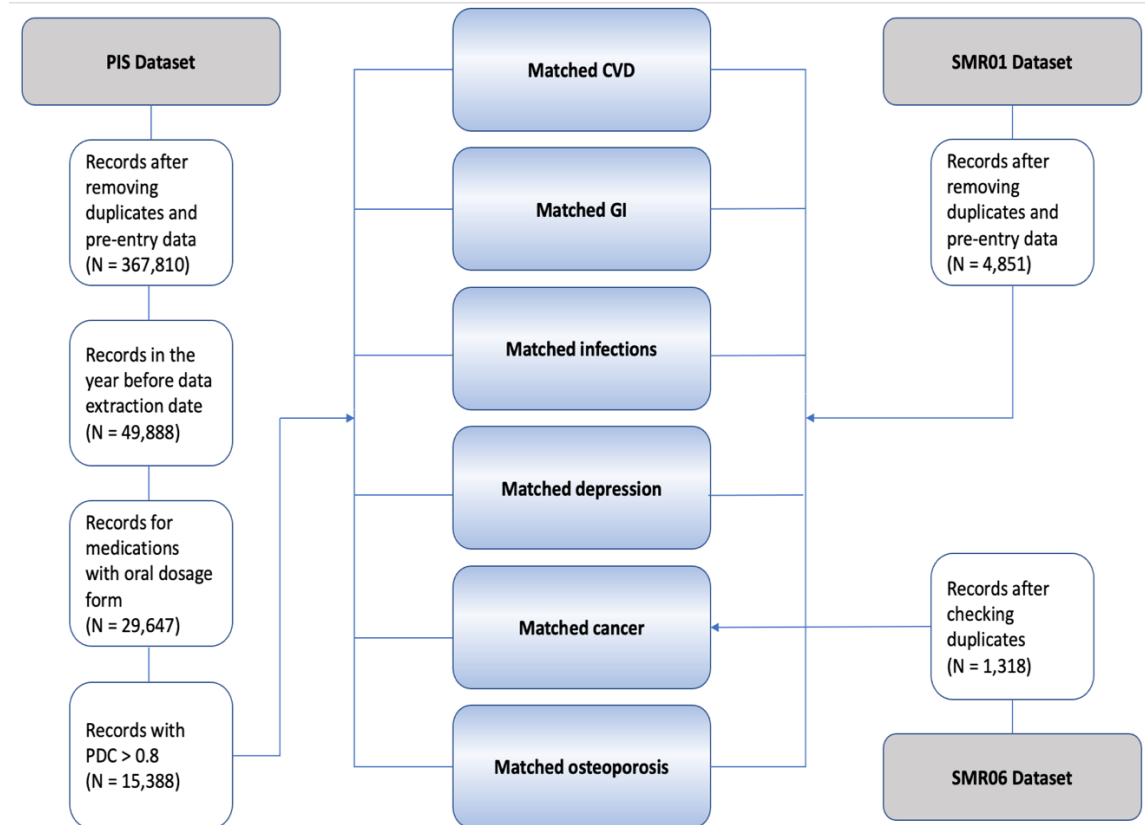 PIS Dataset
Records after
removing
duplicates and
pre-entry data
(N = 367,810)
Records in the
year before data
extraction date
(N = 49,888)
Records for
medications
with oral dosage
form
(N = 29,647)
Records with
PDC > 0.8
(N = 15,388)
Matched CVD
Matched GI
Matched infections
Matched depression
Matched cancer
Matched osteoporosis
SMR01 Dataset
Records after
removing
duplicates and
pre-entry data
(N = 4,851)
Records after
checking
duplicates
(N = 1,318)
SMR06 Dataset